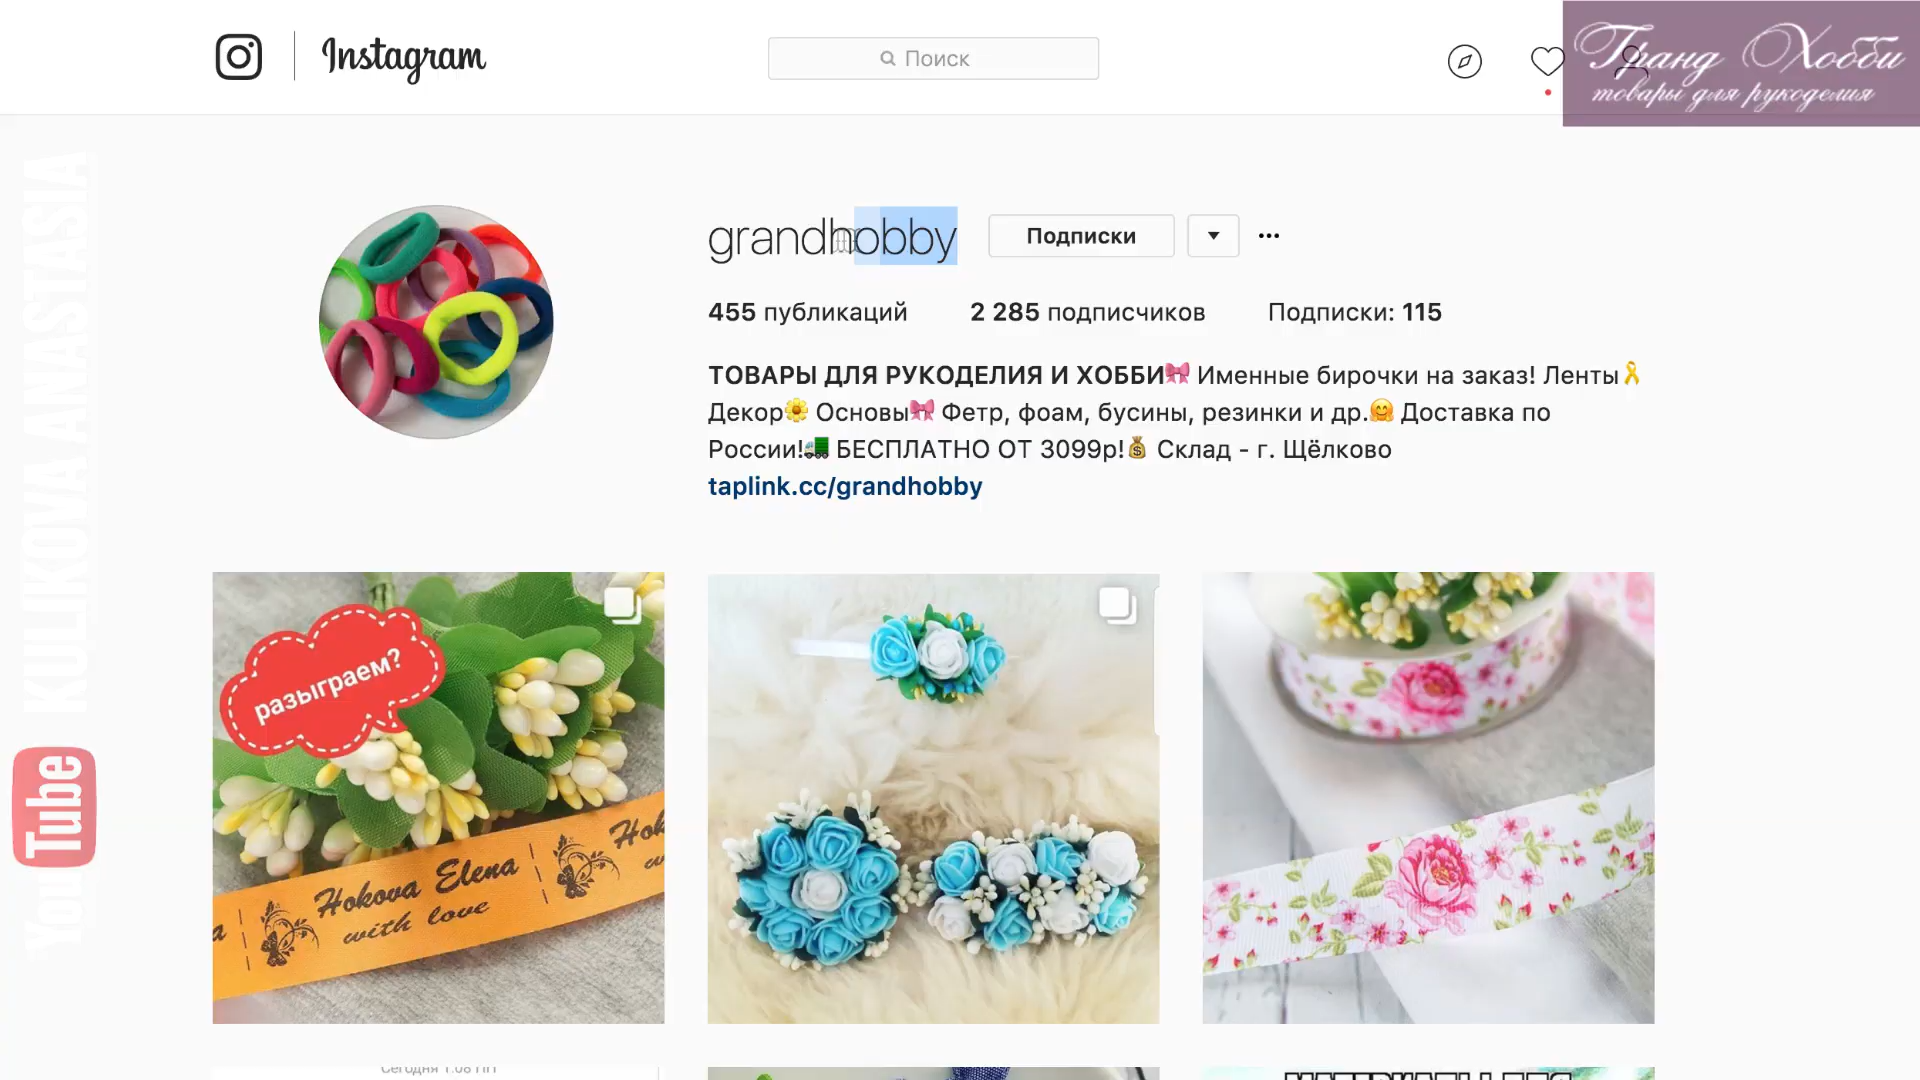 Instagram
Поиск
Гранд Хобби
товары для рукоделия
grandhobby
Подписки
455 публикаций
2 285 подписчиков
Подписки: 115
ТОВАРЫ ДЛЯ РУКОДЕЛИЯ И ХОББИ🎀 Именные бирочки на заказ! Ленты🎗
Декор🌼 Основы🎀 Фетр, фоам, бусины, резинки и др.🤗 Доставка по
России!🚛 БЕСПЛАТНО ОТ 3099р!💰 Склад - г. Щёлково
taplink.cc/grandhobby
YouTube KULIKOVA ANASTASIA
разыграем?
Hokova Elena
with love
Hok
w